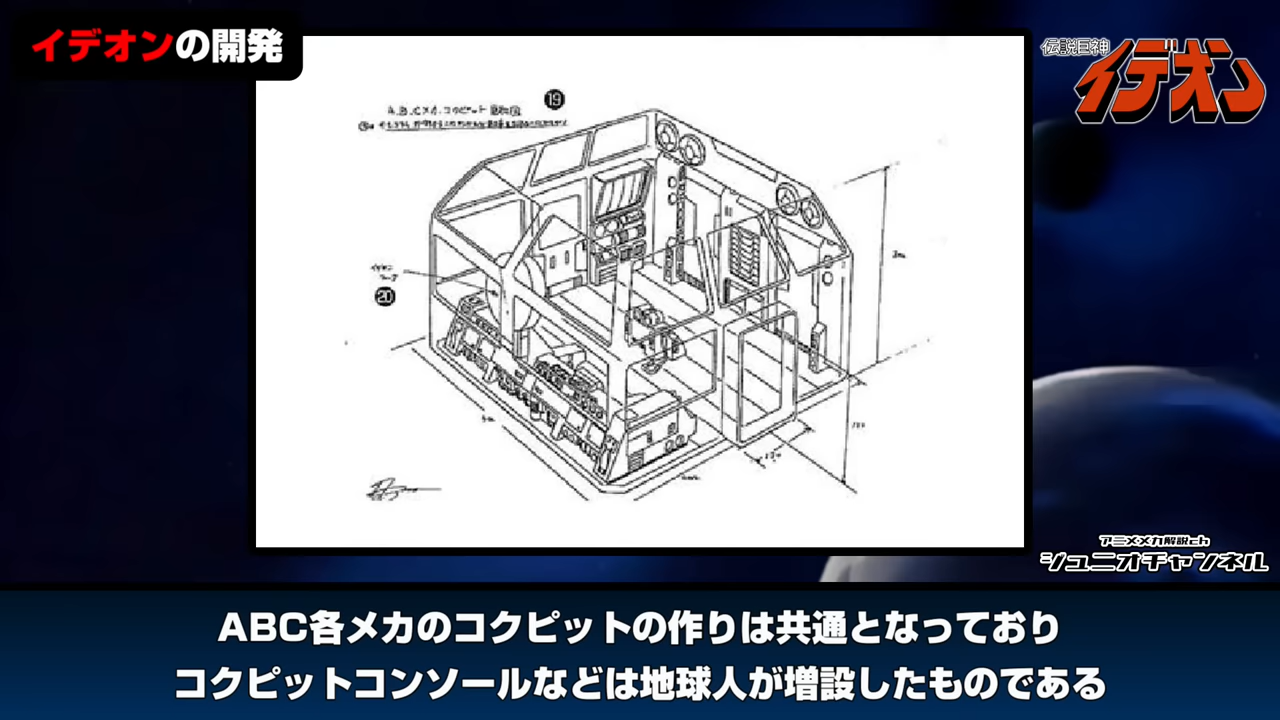 イデオンの開発
伝説巨神
イデオン
A.B.Cメカ.コクピット
19
20
アニメメカ解説ch
ジュニオチャンネル
ABC各メカのコクピットの作りは共通となっており
コクピットコンソールなどは地球人が増設したものである